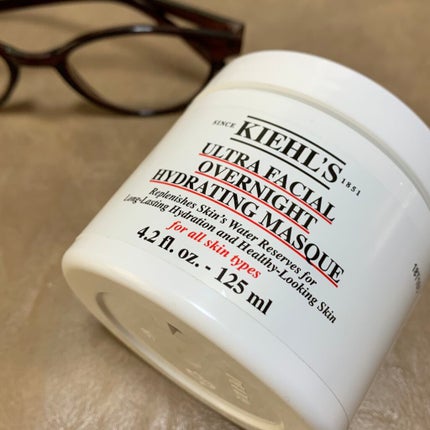 SINCE KIEHL'S 1851
ULTRA FACIAL
OVERNIGHT
HYDRATING MASQUE
Replenishes Skin's Water Reserves for
Long-Lasting Hydration and Healthy-Looking Skin
for all skin types
4.2 fl. oz. - 125 ml